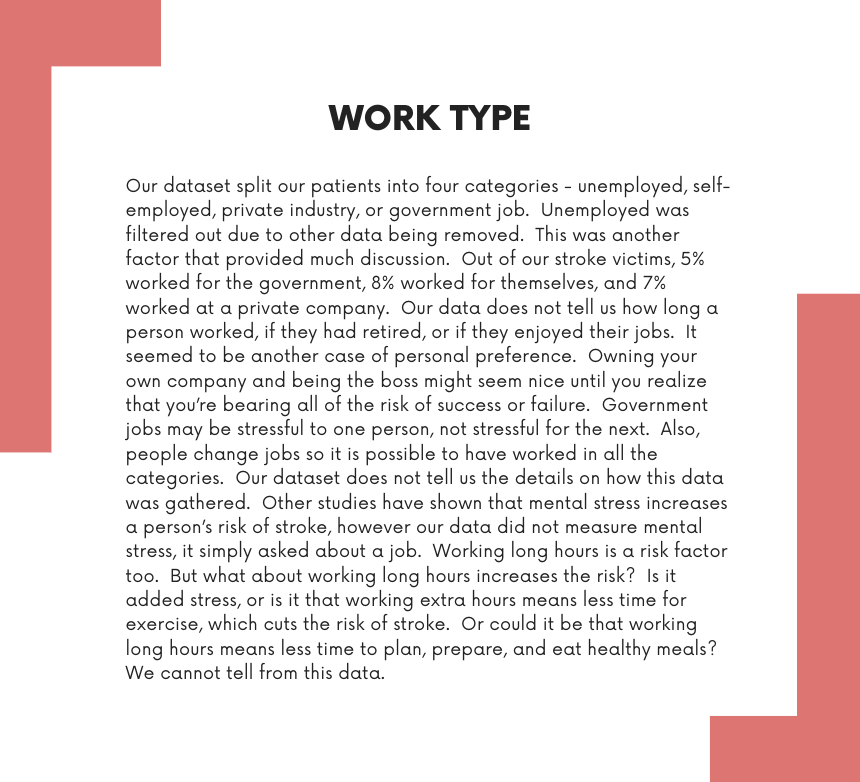 WORK TYPE
Our dataset split our patients into four categories - unemployed, self-
employed, private industry, or government job.  Unemployed was
filtered out due to other data being removed.  This was another
factor that provided much discussion.  Out of our stroke victims, 5%
worked for the government, 8% worked for themselves, and 7%
worked at a private company.  Our data does not tell us how long a
person worked, if they had retired, or if they enjoyed their jobs.  It
seemed to be another case of personal preference.  Owning your
own company and being the boss might seem nice until you realize
that you’re bearing all of the risk of success or failure.  Government
jobs may be stressful to one person, not stressful for the next.  Also,
people change jobs so it is possible to have worked in all the
categories.  Our dataset does not tell us the details on how this data
was gathered.  Other studies have shown that mental stress increases
a person’s risk of stroke, however our data did not measure mental
stress, it simply asked about a job.  Working long hours is a risk factor
too.  But what about working long hours increases the risk?  Is it
added stress, or is it that working extra hours means less time for
exercise, which cuts the risk of stroke.  Or could it be that working
long hours means less time to plan, prepare, and eat healthy meals?
We cannot tell from this data.